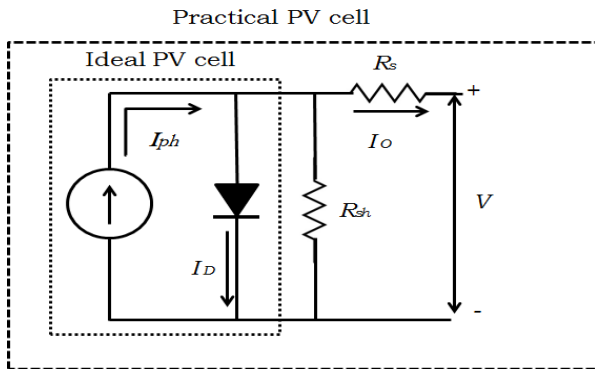 Practical PV cell
Ideal PV cell
Rs
+
Iph
IO
Rsh
V
ID
-